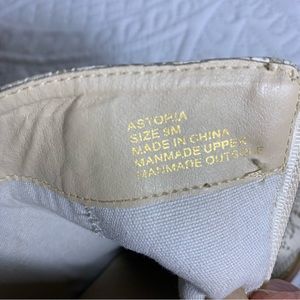 ASTORIA
SIZE 9M
MADE IN CHINA
MANMADE UPPER
MANMADE OUTSOLE